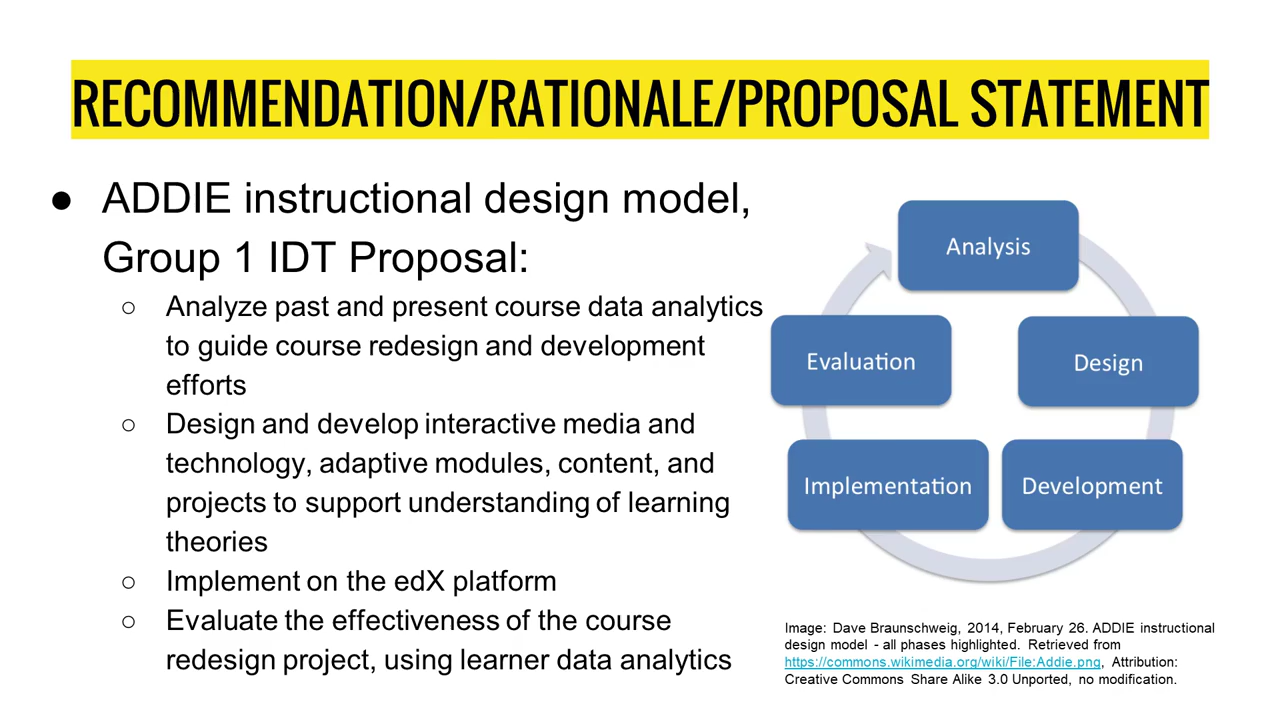 RECOMMENDATION/RATIONALE/PROPOSAL STATEMENT
● ADDIE instructional design model,
Group 1 IDT Proposal:
○ Analyze past and present course data analytics
to guide course redesign and development
efforts
○ Design and develop interactive media and
technology, adaptive modules, content, and
projects to support understanding of learning
theories
○ Implement on the edX platform
○ Evaluate the effectiveness of the course
redesign project, using learner data analytics
Analysis
Design
Development
Implementation
Evaluation
Image: Dave Braunschweig, 2014, February 26. ADDIE instructional
design model - all phases highlighted. Retrieved from
https://commons.wikimedia.org/wiki/File:Addie.png, Attribution:
Creative Commons Share Alike 3.0 Unported, no modification.